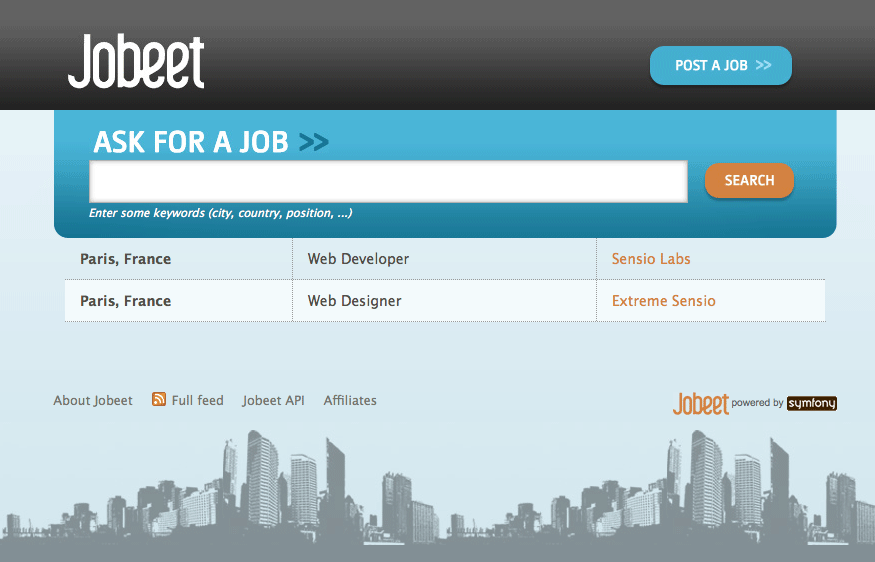 Jobeet
POST A JOB >>
ASK FOR A JOB >>
SEARCH
Enter some keywords (city, country, position, ...)
Paris, France Web Developer Sensio Labs
Paris, France Web Designer Extreme Sensio
About Jobeet Full feed Jobeet API Affiliates Jobeet powered by symfony